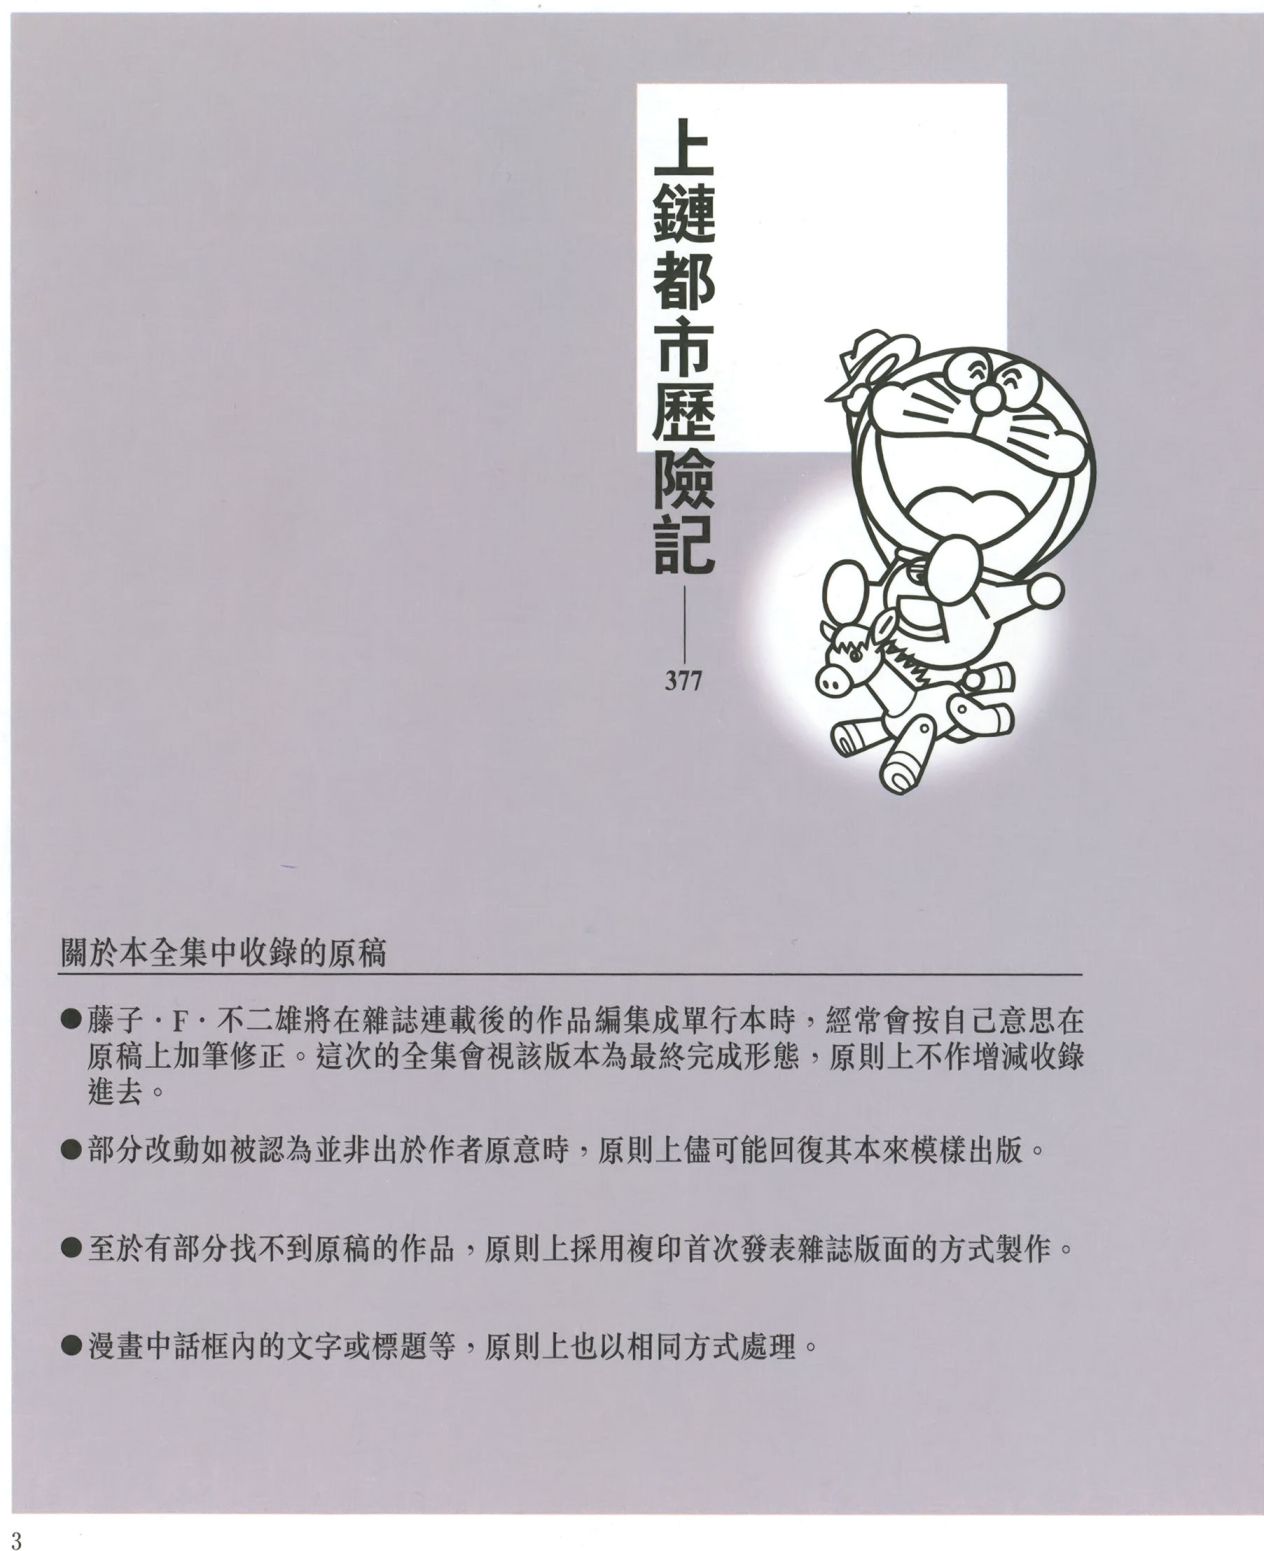 上鏈都市歷險記——377
關於本全集中收錄的原稿
●藤子・F・不二雄將在雜誌連載後的作品編集成單行本時，經常會按自己意思在
原稿上加筆修正。這次的全集會視該版本為最終完成形態，原則上不作增減收錄
進去。
●部分改動如被認為並非出於作者原意時，原則上儘可能回復其本來模樣出版。
●至於有部分找不到原稿的作品，原則上採用複印首次發表雜誌版面的方式製作。
●漫畫中話框內的文字或標題等，原則上也以相同方式處理。
3